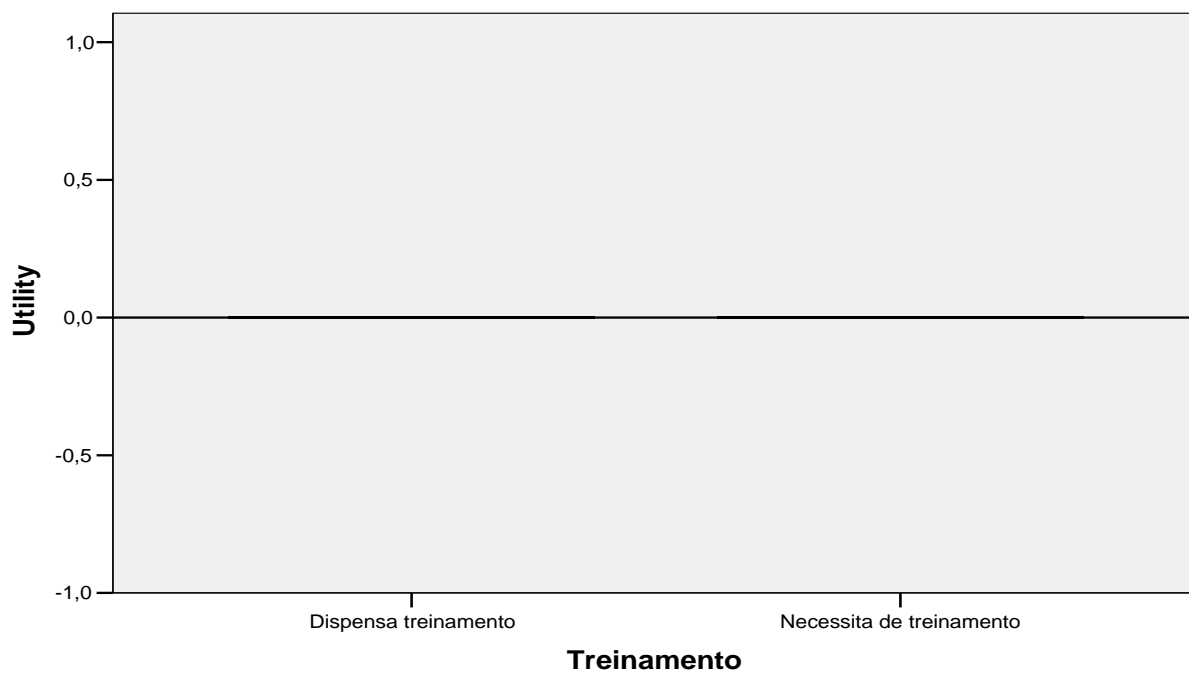 1,0
0,5
0,0
-0,5
-1,0
Utility
Dispensa treinamento
Necessita de treinamento
Treinamento